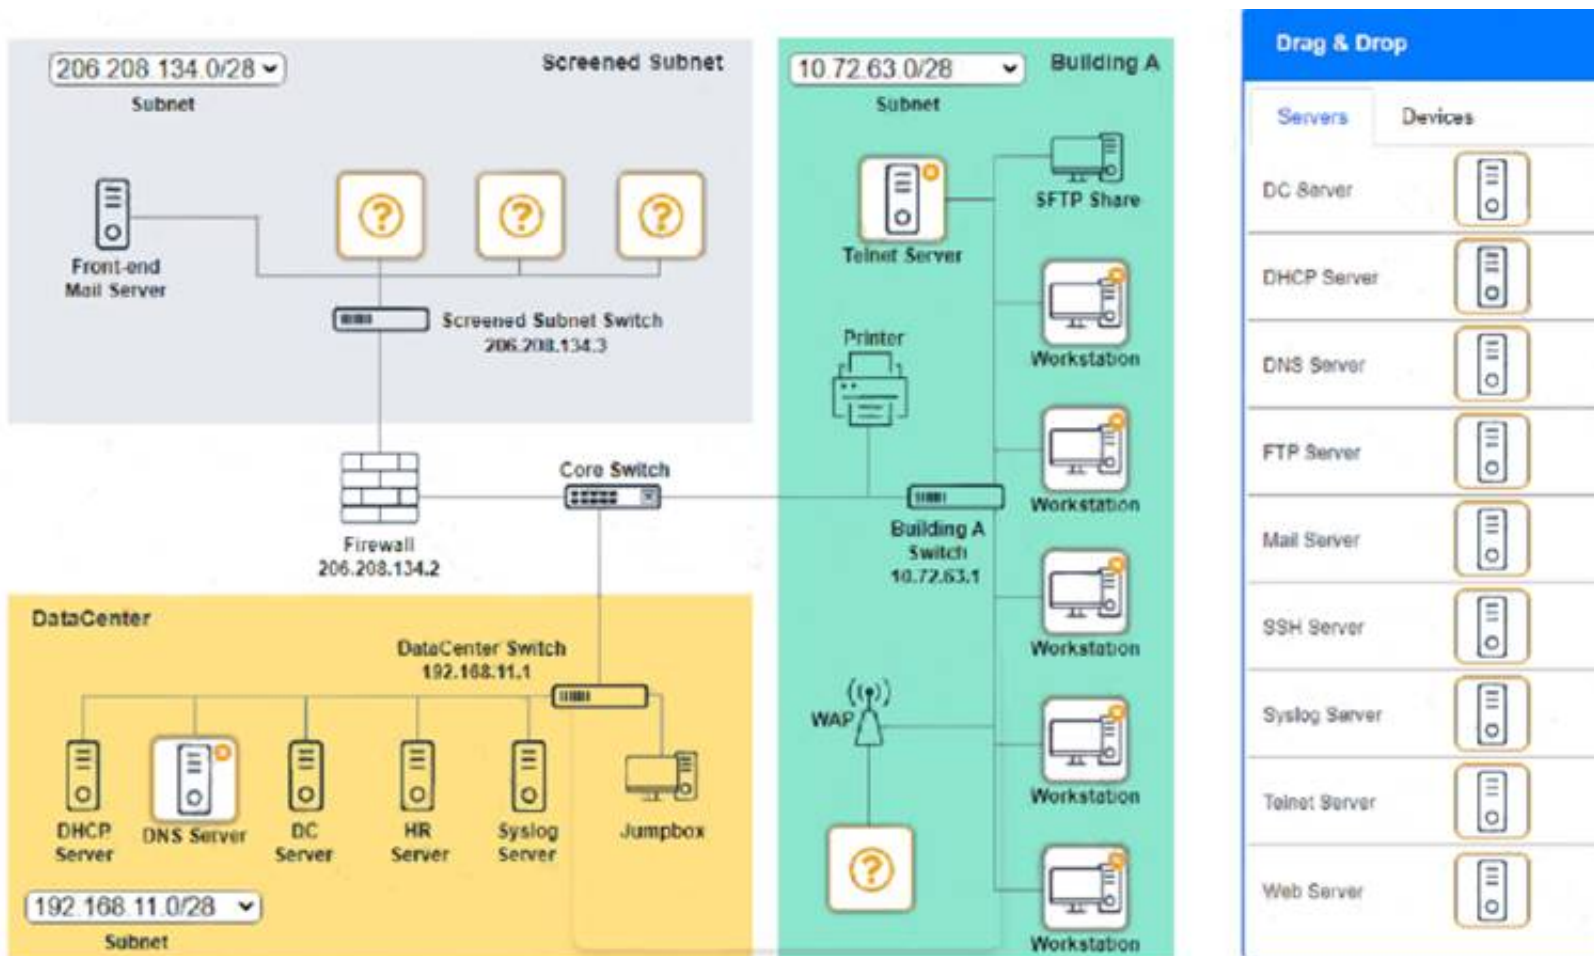 206.208.134.0/28
Subnet
Screened Subnet
Front-end
Mail Server
?
?
?
Screened Subnet Switch
206.208.134.3
Firewall
206.208.134.2
Core Switch
10.72.63.0/28
Subnet
Building A
Telnet Server
SFTP Share
Workstation
Printer
Workstation
Building A
Switch
10.72.63.1
Workstation
WAP
Workstation
?
Workstation
DataCenter
DataCenter Switch
192.168.11.1
DHCP
Server
DNS Server
DC
Server
HR
Server
Syslog
Server
Jumpbox
192.168.11.0/28
Subnet
Drag & Drop
Servers
Devices
DC Server
DHCP Server
DNS Server
FTP Server
Mail Server
SSH Server
Syslog Server
Telnet Server
Web Server